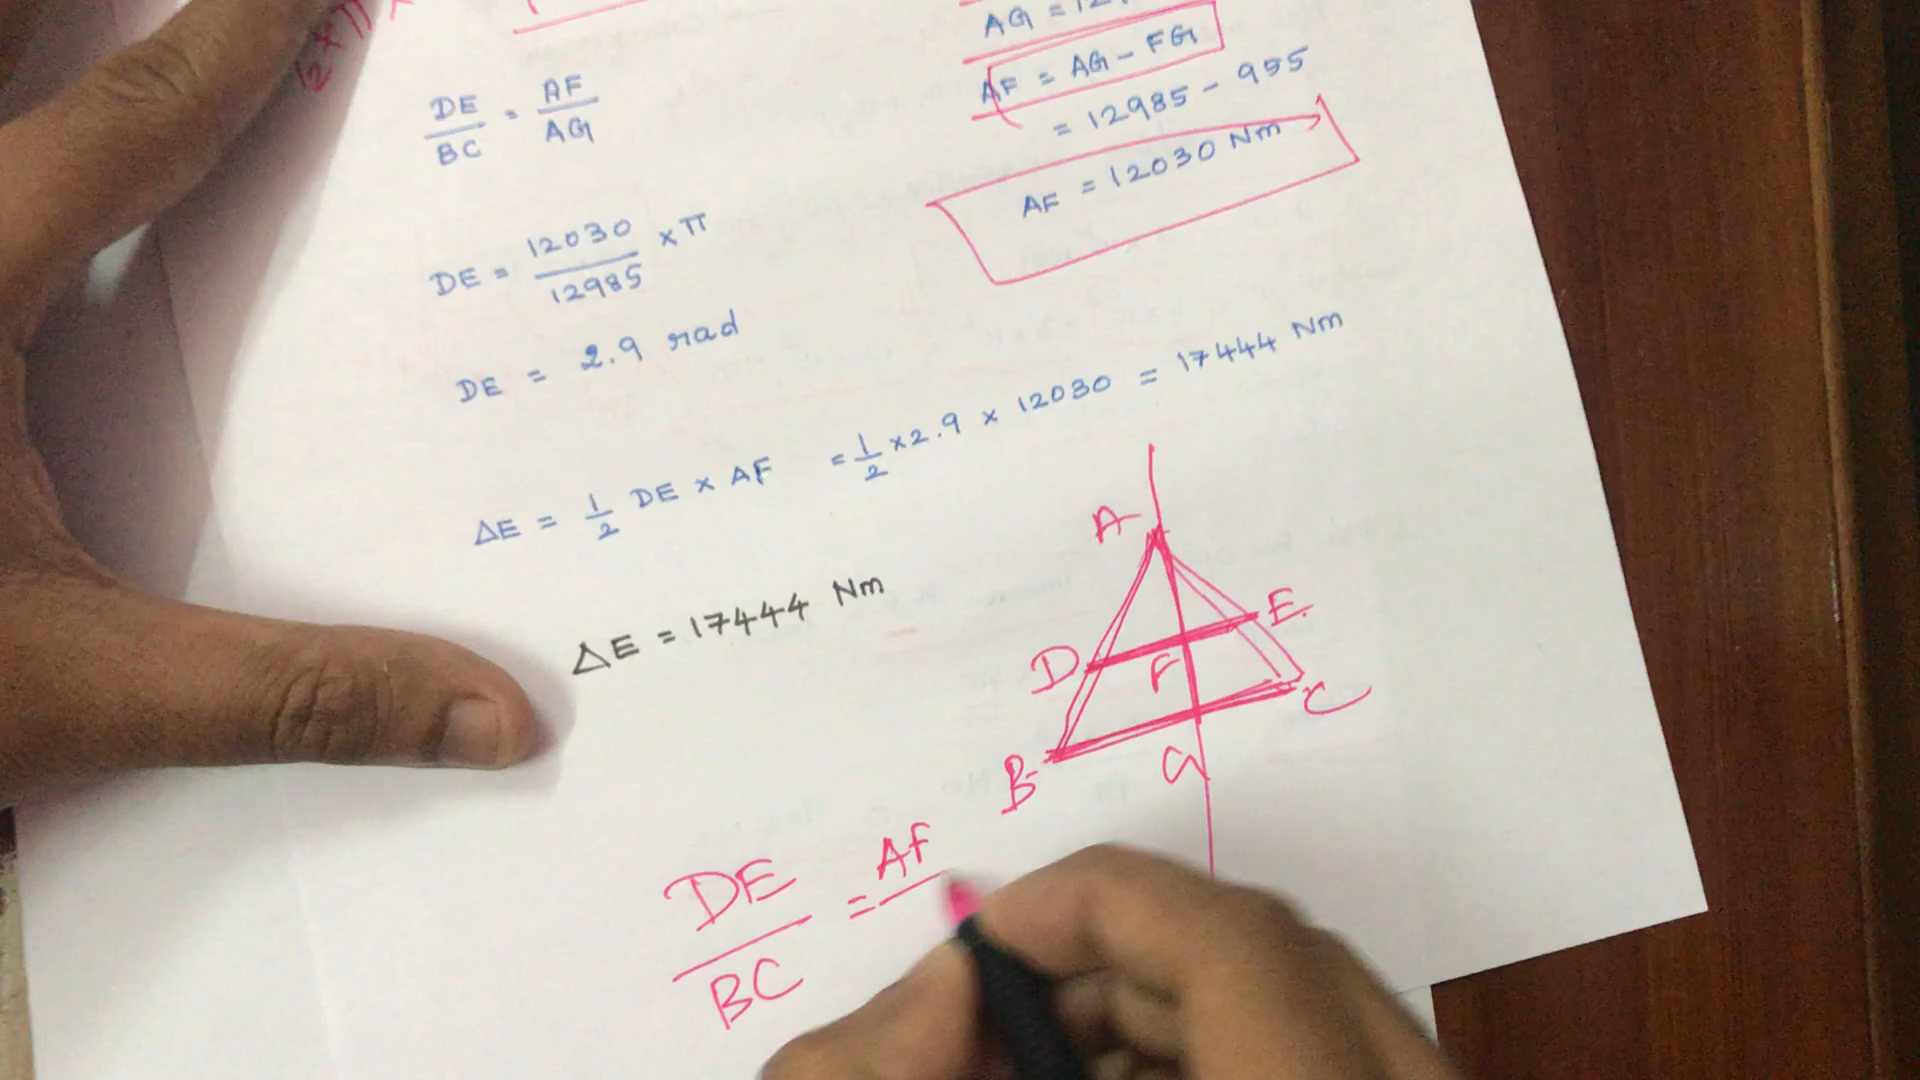 2 × π
AG = 12
AF = AG - FG
= 12985 - 955
AF = 12030 Nm
DE/BC = AF/AG
DE = 12030/12985 × π
DE = 2.9 rad
ΔE = 1/2 DE × AF = 1/2 × 2.9 × 12030 = 17444 Nm
ΔE = 17444 Nm
A
D F E
B G C
DE/BC = AF